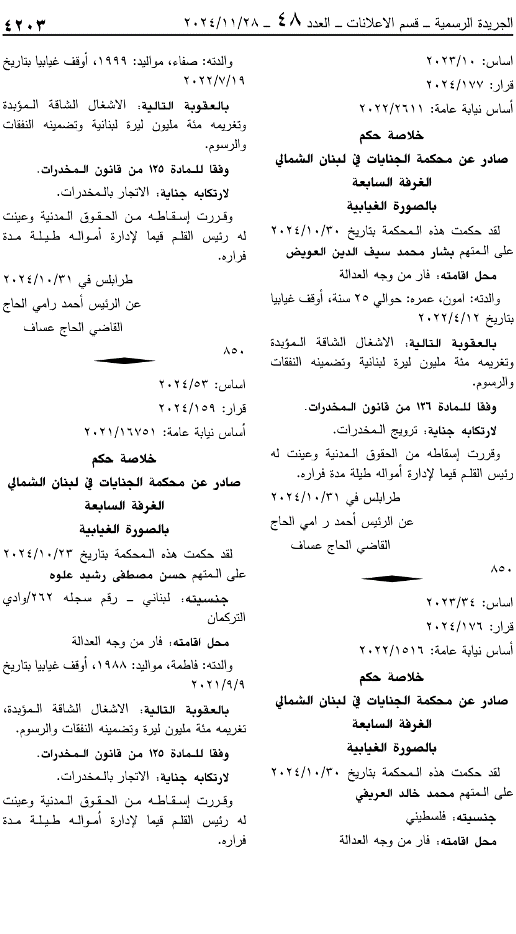 الجريدة الرسمية ــ قسم الاعلانات ــ العدد ٤٨ ــ ٢٠٢٤/١١/٢٨
٤٢٠٣
اساس: ٢٠٢٣/١٠
قرار: ٢٠٢٤/١٧٧
أساس نيابة عامة: ٢٠٢٢/٢٦١١
خلاصة حكم
صادر عن محكمة الجنايات في لبنان الشمالي
الغرفة السابعة
بالصورة الغيابية
لقد حكمت هذه المحكمة بتاريخ ٢٠٢٤/١٠/٣٠
على المتهم بشار محمد سيف الدين العويض
محل اقامته: فار من وجه العدالة
والدته: امون، عمره: حوالي ٢٥ سنة، أوقف غيابيا
بتاريخ ٢٠٢٢/٤/١٢
بالعقوبة التالية: الاشغال الشاقة المؤبدة
وتغريمه مئة مليون ليرة لبنانية وتضمينه النفقات
والرسوم.
وفقا للمادة ١٢٦ من قانون المخدرات.
لارتكابه جناية: ترويج المخدرات.
وقررت إسقاطه من الحقوق المدنية وعينت له
رئيس القلم قيما لإدارة أمواله طيلة مدة فراره.
طرابلس في ٢٠٢٤/١٠/٣١
عن الرئيس أحمد ر امي الحاج
القاضي الحاج عساف
٨٥٠
اساس: ٢٠٢٣/٣٤
قرار: ٢٠٢٤/١٧٦
أساس نيابة عامة: ٢٠٢٢/١٥١٦
خلاصة حكم
صادر عن محكمة الجنايات في لبنان الشمالي
الغرفة السابعة
بالصورة الغيابية
لقد حكمت هذه المحكمة بتاريخ ٢٠٢٤/١٠/٣٠
على المتهم محمد خالد العريفي
جنسيته: فلسطيني
محل اقامته: فار من وجه العدالة
والدته: صفاء، مواليد: ١٩٩٩، أوقف غيابيا بتاريخ
٢٠٢٢/٧/١٩
بالعقوبة التالية: الاشغال الشاقة المؤبدة
وتغريمه مئة مليون ليرة لبنانية وتضمينه النفقات
والرسوم.
وفقا للمادة ١٢٥ من قانون المخدرات.
لارتكابه جناية: الاتجار بالمخدرات.
وقررت إسقاطه من الحقوق المدنية وعينت
له رئيس القلم قيما لإدارة أمواله طيلة مدة
فراره.
طرابلس في ٢٠٢٤/١٠/٣١
عن الرئيس أحمد رامي الحاج
القاضي الحاج عساف
٨٥٠
اساس: ٢٠٢٤/٥٣
قرار: ٢٠٢٤/١٥٩
أساس نيابة عامة: ٢٠٢١/١٦٧٥١
خلاصة حكم
صادر عن محكمة الجنايات في لبنان الشمالي
الغرفة السابعة
بالصورة الغيابية
لقد حكمت هذه المحكمة بتاريخ ٢٠٢٤/١٠/٢٣
على المتهم حسن مصطفى رشيد علوه
جنسيته: لبناني ــ رقم سجله ٢٦٢/وادي
التركمان
محل اقامته: فار من وجه العدالة
والدته: فاطمة، مواليد: ١٩٨٨، أوقف غيابيا بتاريخ
٢٠٢١/٩/٩
بالعقوبة التالية: الاشغال الشاقة المؤبدة،
تغريمه مئة مليون ليرة وتضمينه النفقات والرسوم.
وفقا للمادة ١٢٥ من قانون المخدرات.
لارتكابه جناية: الاتجار بالمخدرات.
وقررت إسقاطه من الحقوق المدنية وعينت
له رئيس القلم قيما لإدارة أمواله طيلة مدة
فراره.